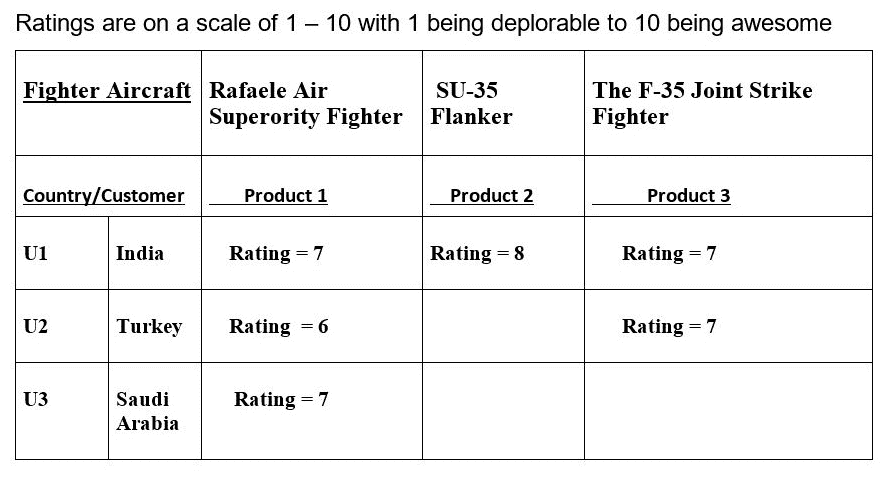 Ratings are on a scale of 1 – 10 with 1 being deplorable to 10 being awesome
Fighter Aircraft Rafaele Air SU-35 The F-35 Joint Strike
Superority Fighter Flanker Fighter
Country/Customer Product 1 Product 2 Product 3
U1 India Rating = 7 Rating = 8 Rating = 7
U2 Turkey Rating = 6 Rating = 7
U3 Saudi Rating = 7
Arabia